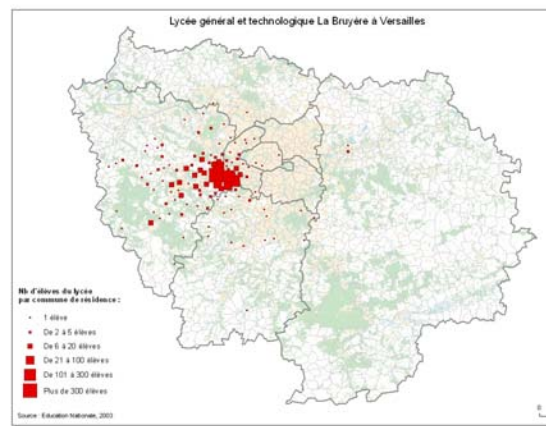 Lycée général et technologique La Bruyère à Versailles
Nb d'élèves du lycée
par commune de résidence :
1 élève
De 2 à 5 élèves
De 6 à 20 élèves
De 21 à 100 élèves
De 101 à 300 élèves
Plus de 300 élèves
Source : Education Nationale, 2003
0